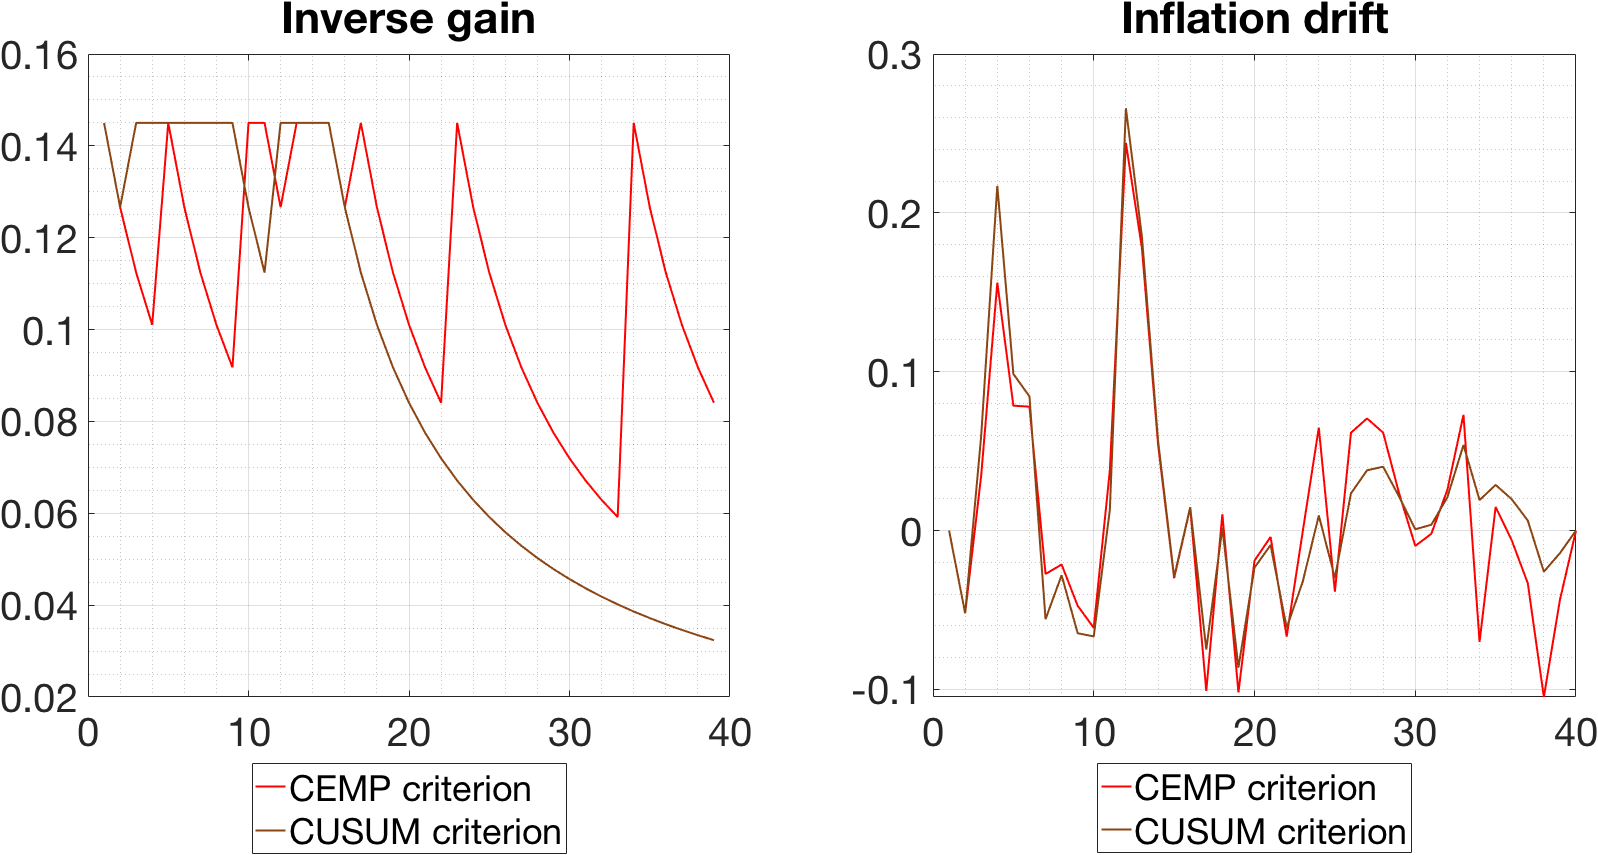 Inverse gain
0.16
0.14
0.12
0.1
0.08
0.06
0.04
0.02
0 10 20 30 40
CEMP criterion
CUSUM criterion
Inflation drift
0.3
0.2
0.1
0
-0.1
0 10 20 30 40
CEMP criterion
CUSUM criterion